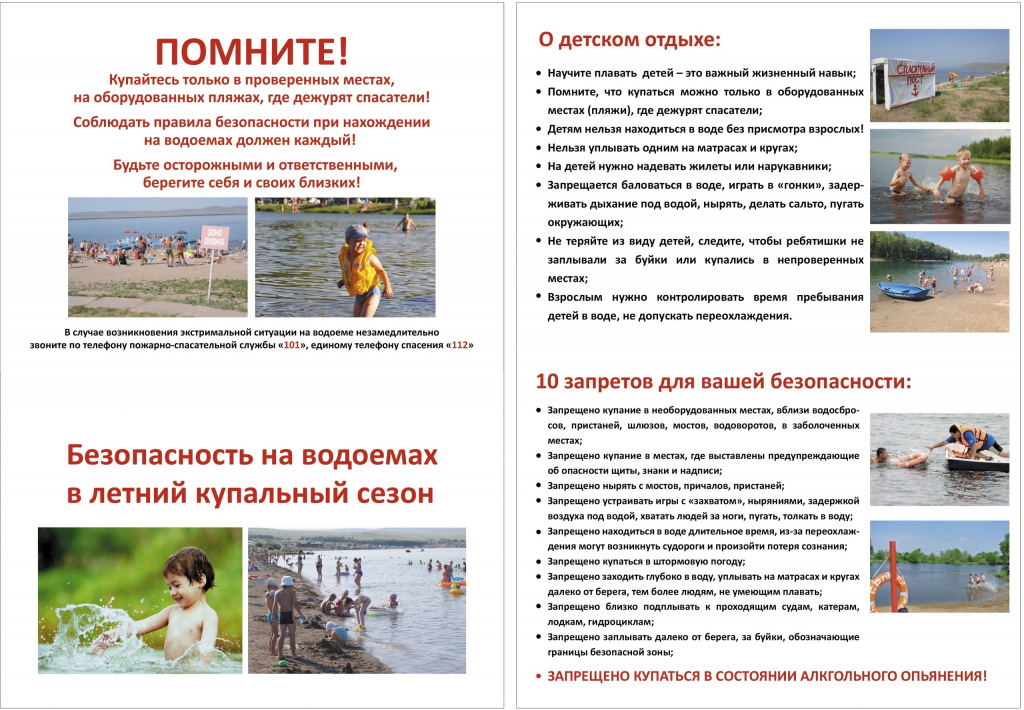 ПОМНИТЕ!
Купайтесь только в проверенных местах,
на оборудованных пляжах, где дежурят спасатели!
Соблюдать правила безопасности при нахождении
на водоемах должен каждый!
Будьте осторожными и ответственными,
берегите себя и своих близких!
ЗОНА
ПЛЯЖА
В случае возникновения экстримальной ситуации на водоеме незамедлительно
звоните по телефону пожарно-спасательной службы «101», единому телефону спасения «112»
Безопасность на водоемах
в летний купальный сезон
О детском отдыхе:
• Научите плавать детей – это важный жизненный навык;
• Помните, что купаться можно только в оборудованных
местах (пляжи), где дежурят спасатели;
• Детям нельзя находиться в воде без присмотра взрослых!
• Нельзя уплывать одним на матрасах и кругах;
• На детей нужно надевать жилеты или нарукавники;
• Запрещается баловаться в воде, играть в «гонки», задер-
живать дыхание под водой, нырять, делать сальто, пугать
окружающих;
• Не теряйте из виду детей, следите, чтобы ребятишки не
заплывали за буйки или купались в непроверенных
местах;
• Взрослым нужно контролировать время пребывания
детей в воде, не допускать переохлаждения.
СПАСАТЕЛЬНЫЙ
ПОСТ
10 запретов для вашей безопасности:
• Запрещено купание в необорудованных местах, вблизи водосбро-
сов, пристаней, шлюзов, мостов, водоворотов, в заболоченных
местах;
• Запрещено купание в местах, где выставлены предупреждающие
об опасности щиты, знаки и надписи;
• Запрещено нырять с мостов, причалов, пристаней;
• Запрещено устраивать игры с «захватом», ныряниями, задержкой
воздуха под водой, хватать людей за ноги, пугать, толкать в воду;
• Запрещено находиться в воде длительное время, из-за переохлаж-
дения могут возникнуть судороги и произойти потеря сознания;
• Запрещено купаться в штормовую погоду;
• Запрещено заходить глубоко в воду, уплывать на матрасах и кругах
далеко от берега, тем более людям, не умеющим плавать;
• Запрещено близко подплывать к проходящим судам, катерам,
лодкам, гидроциклам;
• Запрещено заплывать далеко от берега, за буйки, обозначающие
границы безопасной зоны;
• ЗАПРЕЩЕНО КУПАТЬСЯ В СОСТОЯНИИ АЛКГОЛЬНОГО ОПЬЯНЕНИЯ!